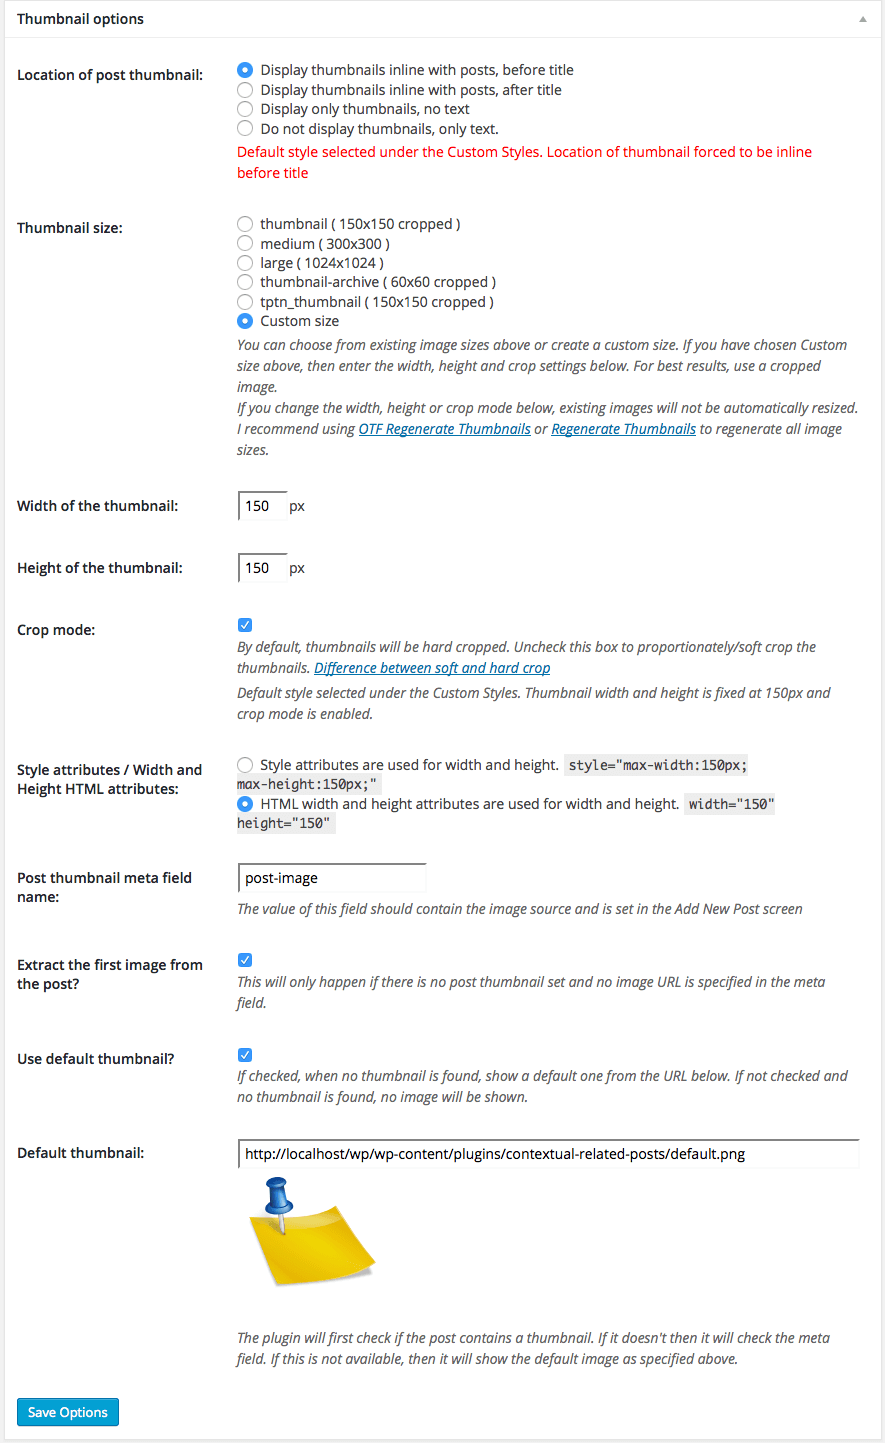 Thumbnail options
Location of post thumbnail:
Display thumbnails inline with posts, before title
Display thumbnails inline with posts, after title
Display only thumbnails, no text
Do not display thumbnails, only text.
Default style selected under the Custom Styles. Location of thumbnail forced to be inline
before title
Thumbnail size:
thumbnail ( 150x150 cropped )
medium ( 300x300 )
large ( 1024x1024 )
thumbnail-archive ( 60x60 cropped )
tptn_thumbnail ( 150x150 cropped )
Custom size
You can choose from existing image sizes above or create a custom size. If you have chosen Custom
size above, then enter the width, height and crop settings below. For best results, use a cropped
image.
If you change the width, height or crop mode below, existing images will not be automatically resized.
I recommend using OTF Regenerate Thumbnails or Regenerate Thumbnails to regenerate all image
sizes.
Width of the thumbnail:
150 px
Height of the thumbnail:
150 px
Crop mode:
By default, thumbnails will be hard cropped. Uncheck this box to proportionately/soft crop the
thumbnails. Difference between soft and hard crop
Default style selected under the Custom Styles. Thumbnail width and height is fixed at 150px and
crop mode is enabled.
Style attributes / Width and
Height HTML attributes:
Style attributes are used for width and height. style="max-width:150px;
max-height:150px;"
HTML width and height attributes are used for width and height. width="150"
height="150"
Post thumbnail meta field
name:
post-image
The value of this field should contain the image source and is set in the Add New Post screen
Extract the first image from
the post?
This will only happen if there is no post thumbnail set and no image URL is specified in the meta
field.
Use default thumbnail?
If checked, when no thumbnail is found, show a default one from the URL below. If not checked and
no thumbnail is found, no image will be shown.
Default thumbnail:
http://localhost/wp/wp-content/plugins/contextual-related-posts/default.png
The plugin will first check if the post contains a thumbnail. If it doesn't then it will check the meta
field. If this is not available, then it will show the default image as specified above.
Save Options